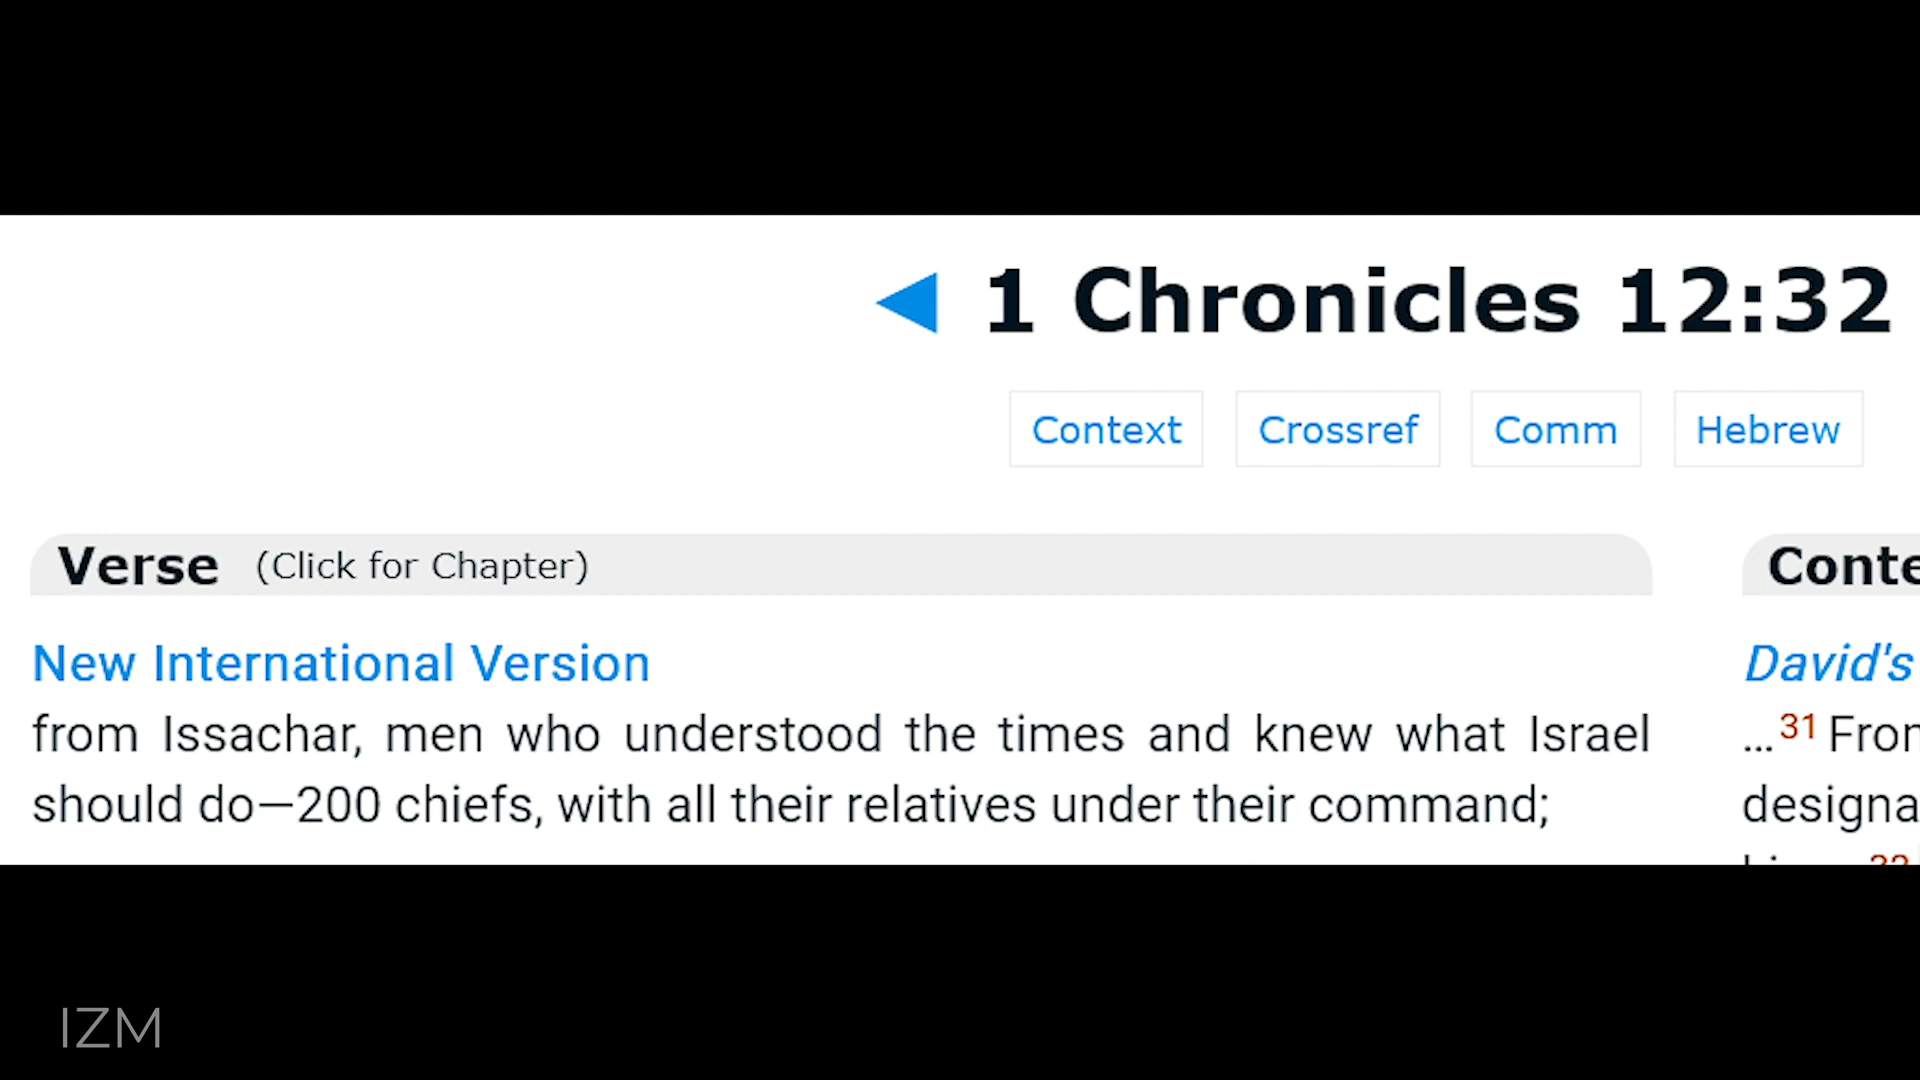 1 Chronicles 12:32
Context Crossref Comm Hebrew
Verse (Click for Chapter)
New International Version
from Issachar, men who understood the times and knew what Israel
should do—200 chiefs, with all their relatives under their command;
Conte
David's
...31 From
designa
IZM